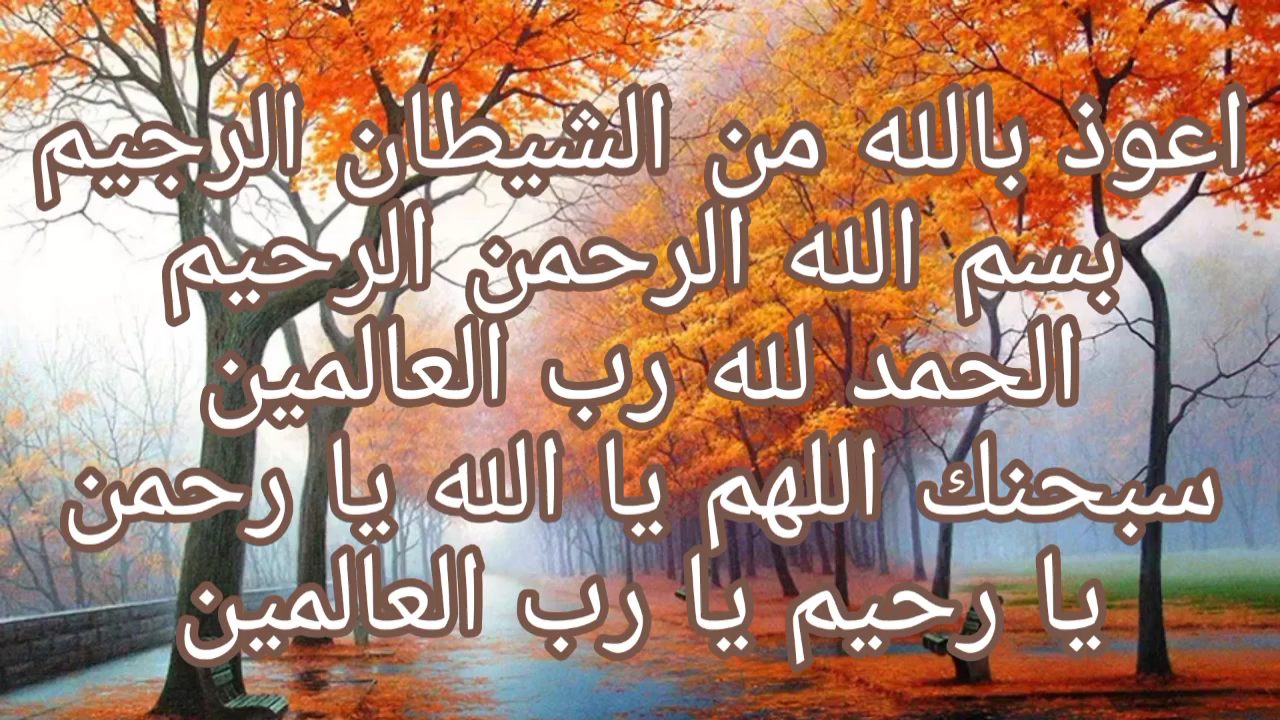 اعوذ بالله من الشيطان الرجيم
بسم الله الرحمن الرحيم
الحمد لله رب العالمين
سبحنك اللهم يا الله يا رحمن
يا رحيم يا رب العالمين